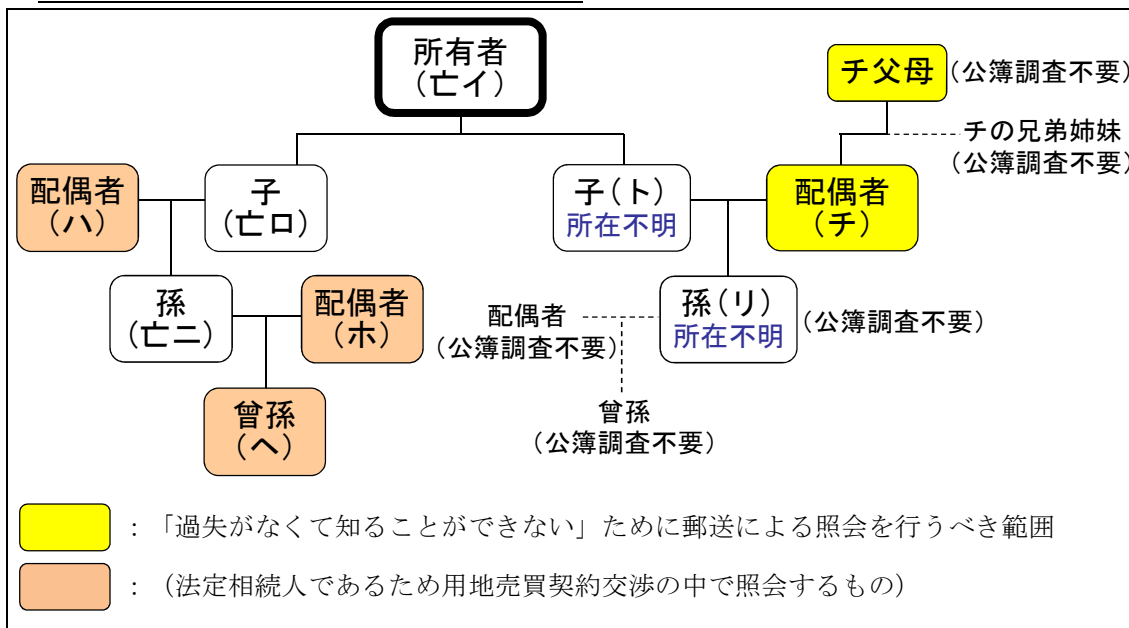 所有者
(亡イ)
チ父母
(公簿調査不要)
チの兄弟姉妹
(公簿調査不要)
配偶者
(ハ)
子
(亡ロ)
子(ト)
所在不明
配偶者
(チ)
孫
(亡ニ)
配偶者
(ホ)
配偶者
(公簿調査不要)
孫(リ)
所在不明
(公簿調査不要)
曾孫
(ヘ)
曾孫
(公簿調査不要)
:「過失がなくて知ることができない」ために郵送による照会を行うべき範囲
:(法定相続人であるため用地売買契約交渉の中で照会するもの)